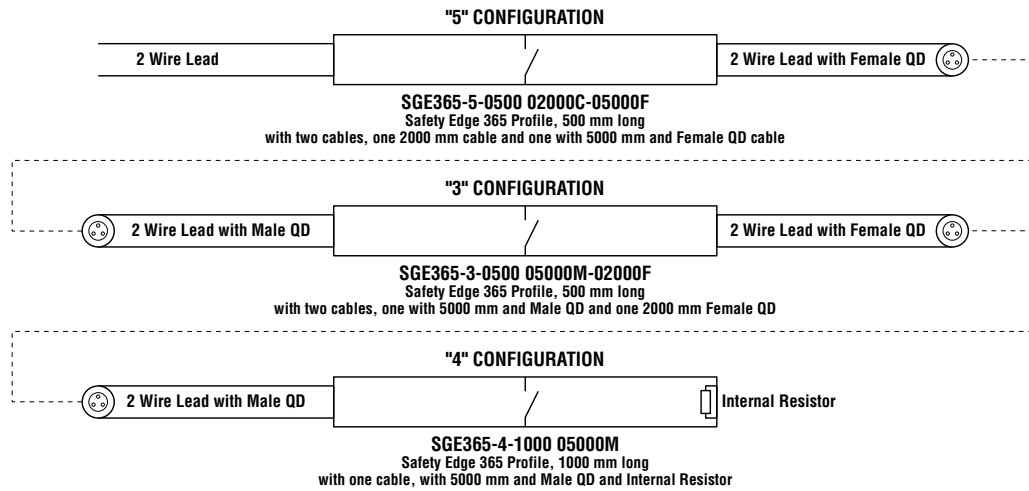 "5" CONFIGURATION
2 Wire Lead
2 Wire Lead with Female QD
SGE365-5-0500 02000C-05000F
Safety Edge 365 Profile, 500 mm long
with two cables, one 2000 mm cable and one with 5000 mm and Female QD cable
"3" CONFIGURATION
2 Wire Lead with Male QD
2 Wire Lead with Female QD
SGE365-3-0500 05000M-02000F
Safety Edge 365 Profile, 500 mm long
with two cables, one with 5000 mm and Male QD and one 2000 mm Female QD
"4" CONFIGURATION
2 Wire Lead with Male QD
Internal Resistor
SGE365-4-1000 05000M
Safety Edge 365 Profile, 1000 mm long
with one cable, with 5000 mm and Male QD and Internal Resistor